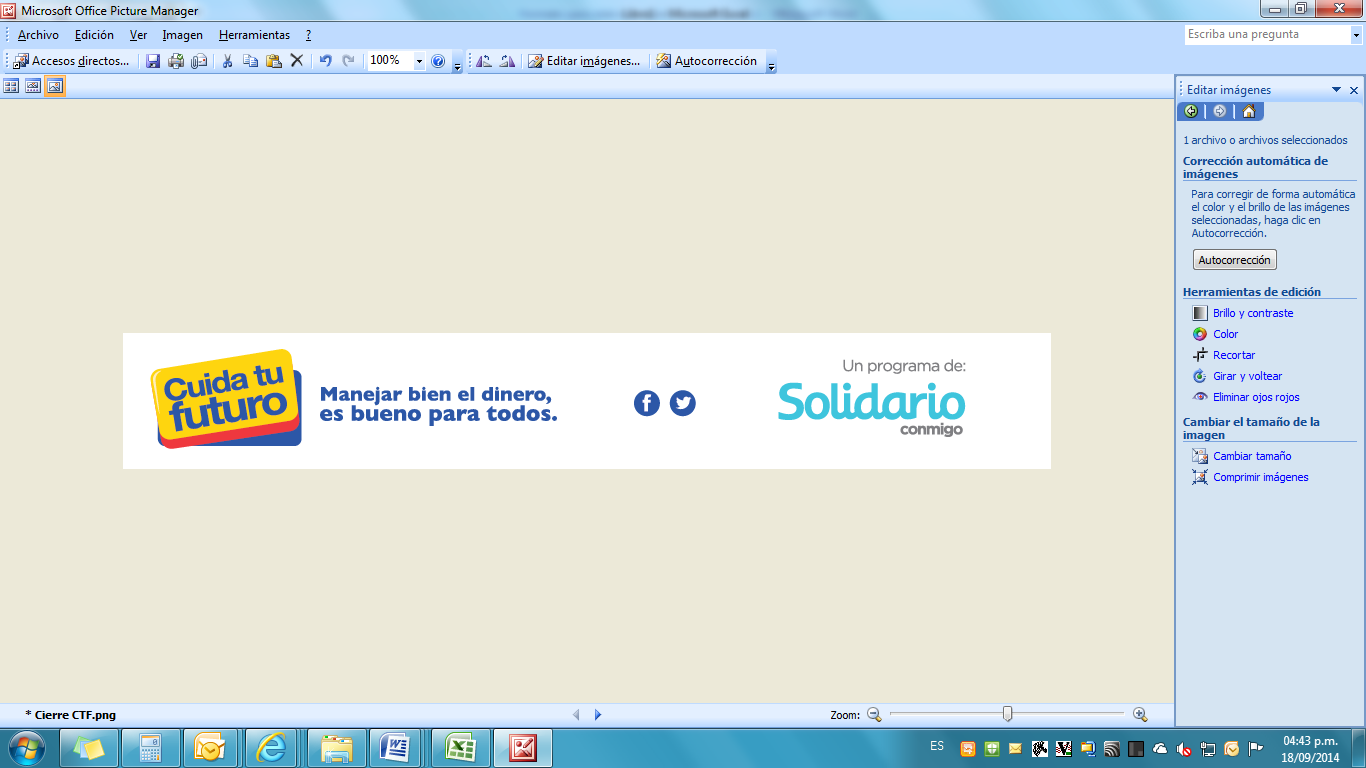 Microsoft Office Picture Manager
Archivo Edición Ver Imagen Herramientas ?
Escriba una pregunta
Accesos directos... 100% Editar imágenes... Autocorrección
Editar imágenes
1 archivo o archivos seleccionados
Corrección automática de
imágenes
Para corregir de forma automática
el color y el brillo de las imágenes
seleccionadas, haga clic en
Autocorrección.
Autocorrección
Herramientas de edición
Brillo y contraste
Color
Recortar
Girar y voltear
Eliminar ojos rojos
Cambiar el tamaño de la
imagen
Cambiar tamaño
Comprimir imágenes
Cuida tu
futuro
Manejar bien el dinero,
es bueno para todos.
Un programa de:
Solidario
conmigo
* Cierre CTF.png
Zoom:
ES
04:43 p.m.
18/09/2014